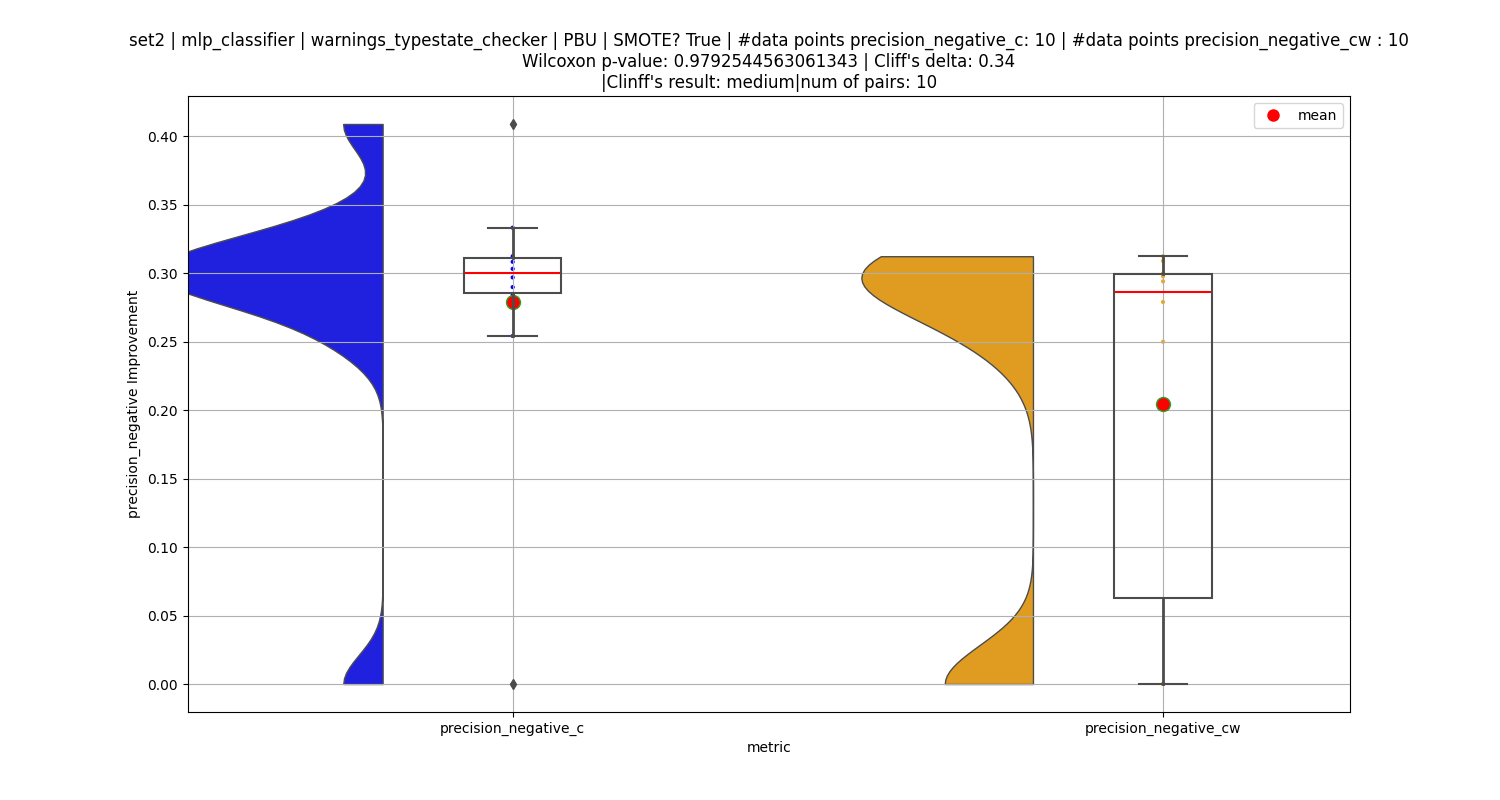 set2 | mlp_classifier | warnings_typestate_checker | PBU | SMOTE? True | #data points precision_negative_c: 10 | #data points precision_negative_cw : 10
Wilcoxon p-value: 0.9792544563061343 | Cliff's delta: 0.34
|Clinff's result: medium|num of pairs: 10
mean
0.40
0.35
0.30
0.25
0.20
0.15
0.10
0.05
0.00
precision_negative Improvement
precision_negative_c
precision_negative_cw
metric